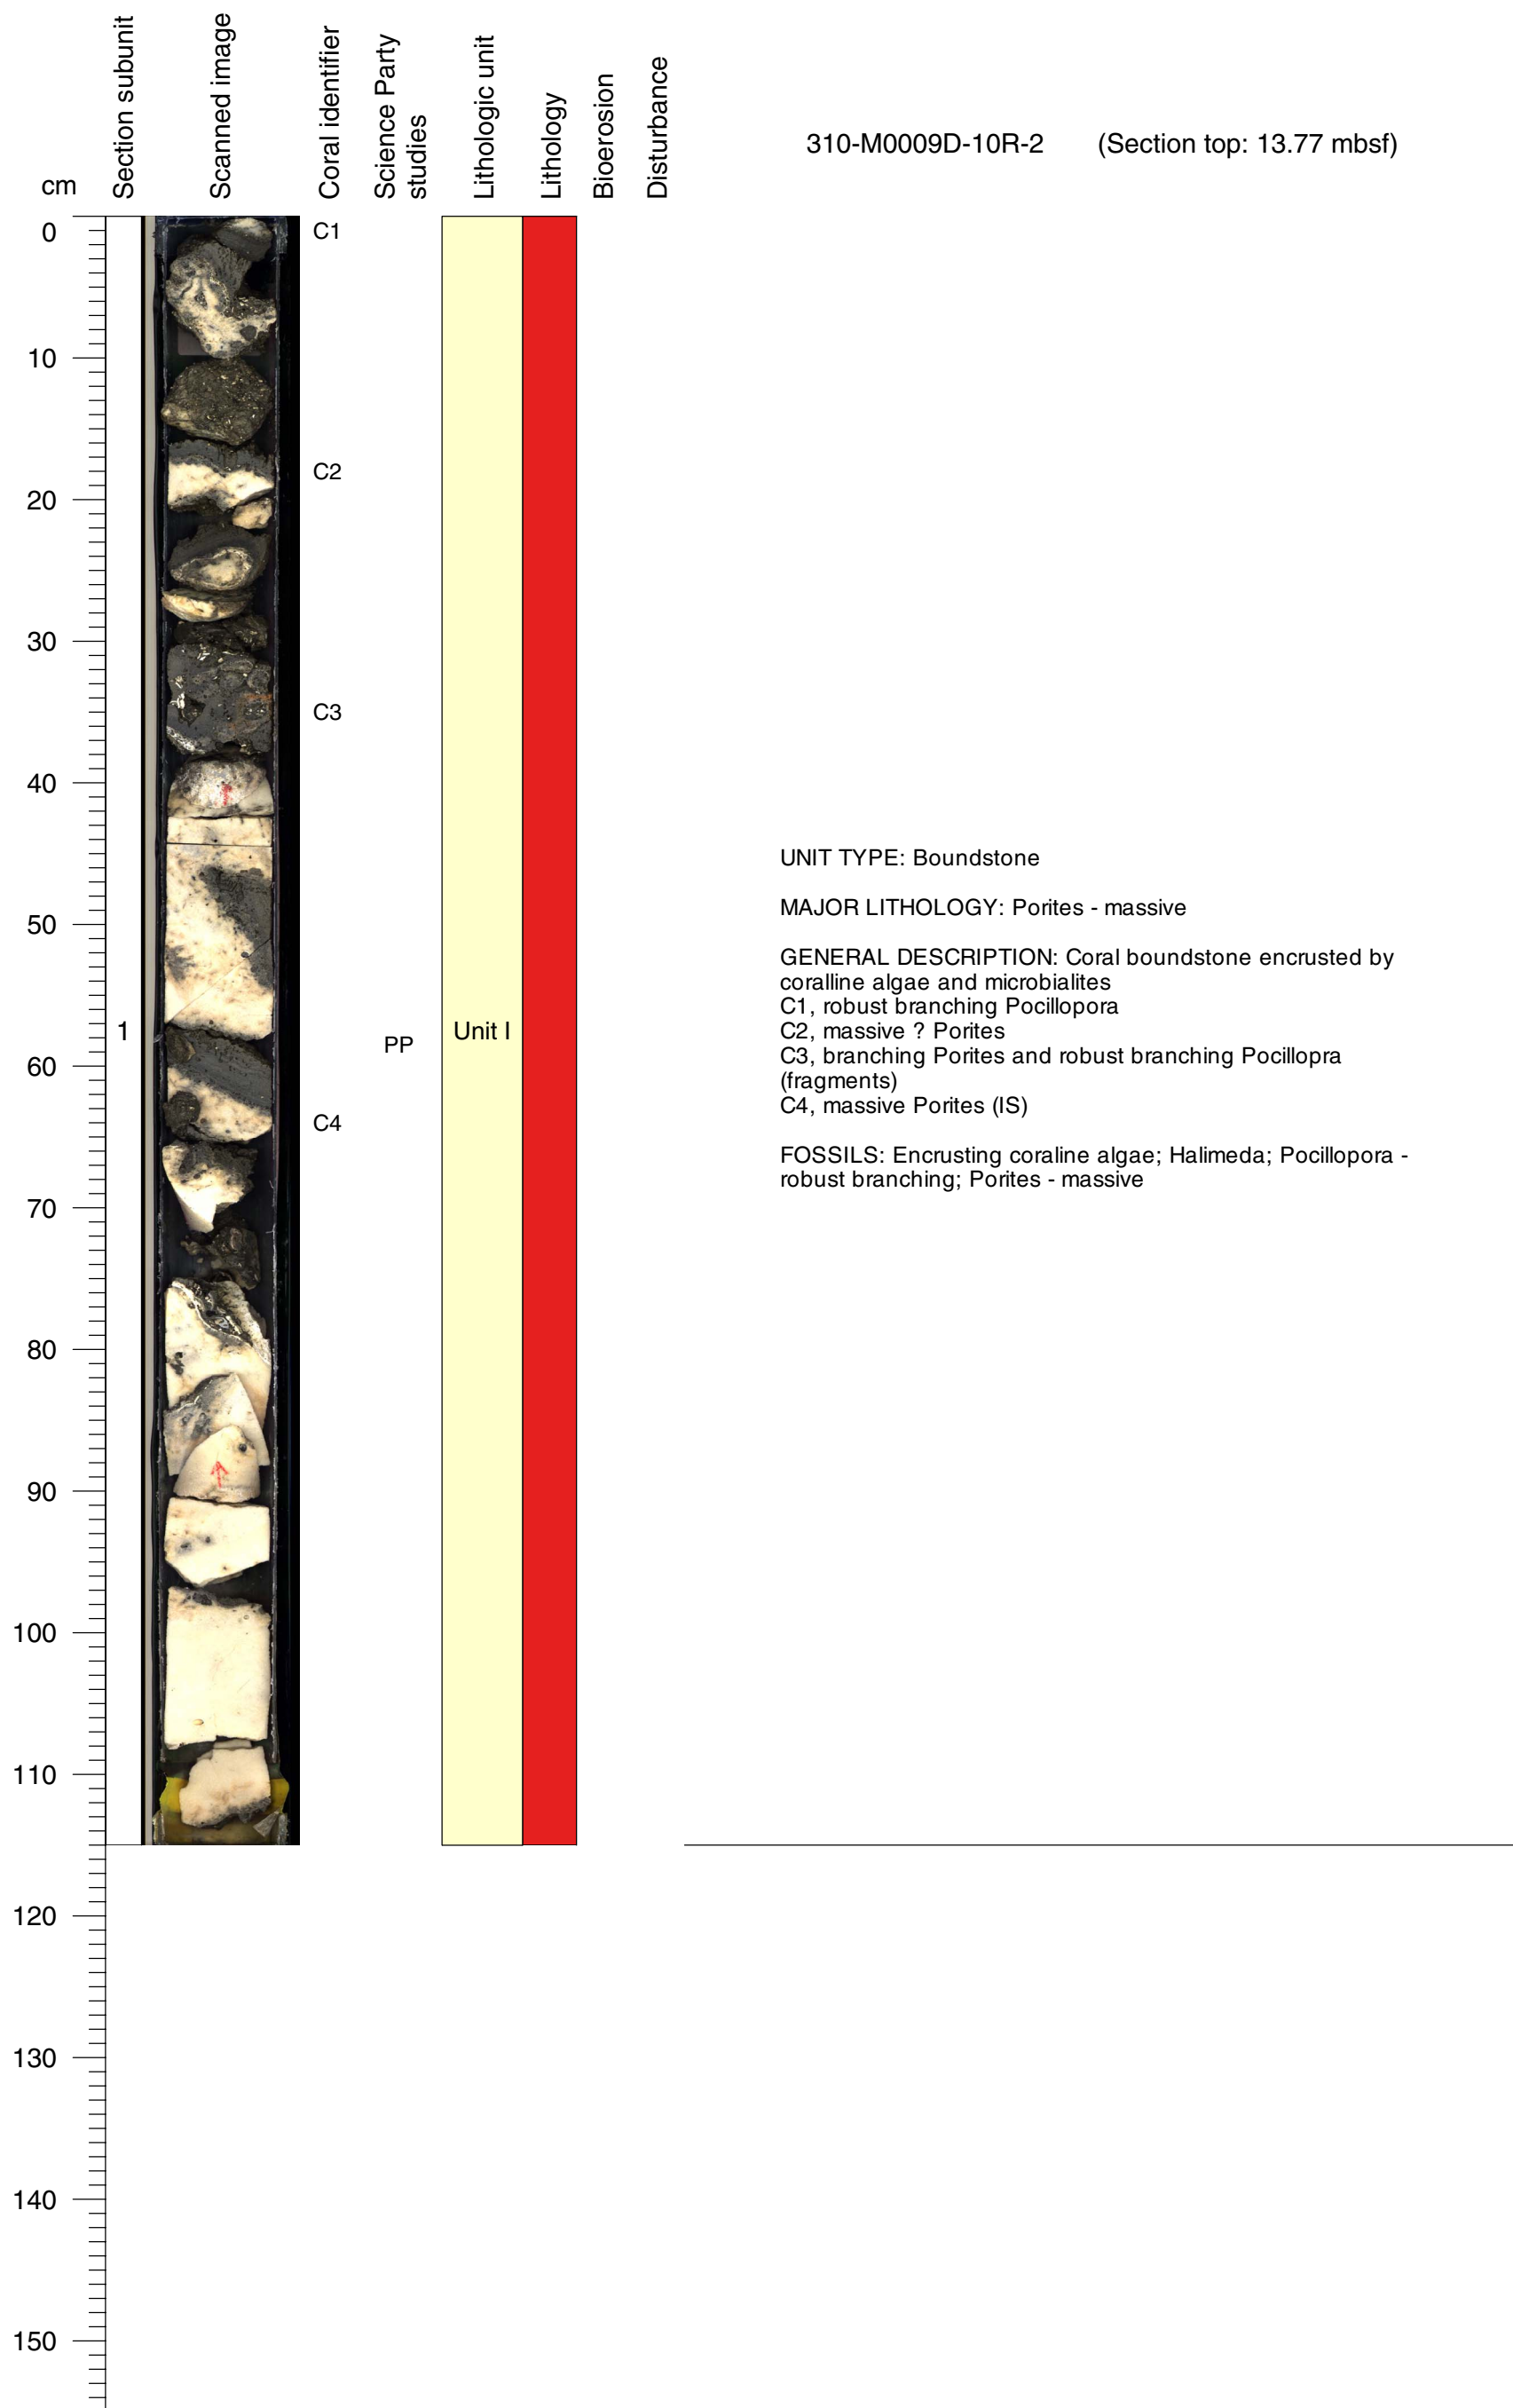 Section subunit
Scanned image
Coral identifier
Science Party
studies
Lithologic unit
Lithology
Bioerosion
Disturbance
310-M0009D-10R-2 (Section top: 13.77 mbsf)
cm
0
C1
10
C2
20
30
C3
40
50
1
PP
Unit I
60
C4
70
80
90
100
110
120
130
140
150
UNIT TYPE: Boundstone
MAJOR LITHOLOGY: Porites - massive
GENERAL DESCRIPTION: Coral boundstone encrusted by
coralline algae and microbialites
C1, robust branching Pocillopora
C2, massive ? Porites
C3, branching Porites and robust branching Pocillopra
(fragments)
C4, massive Porites (IS)
FOSSILS: Encrusting coraline algae; Halimeda; Pocillopora -
robust branching; Porites - massive